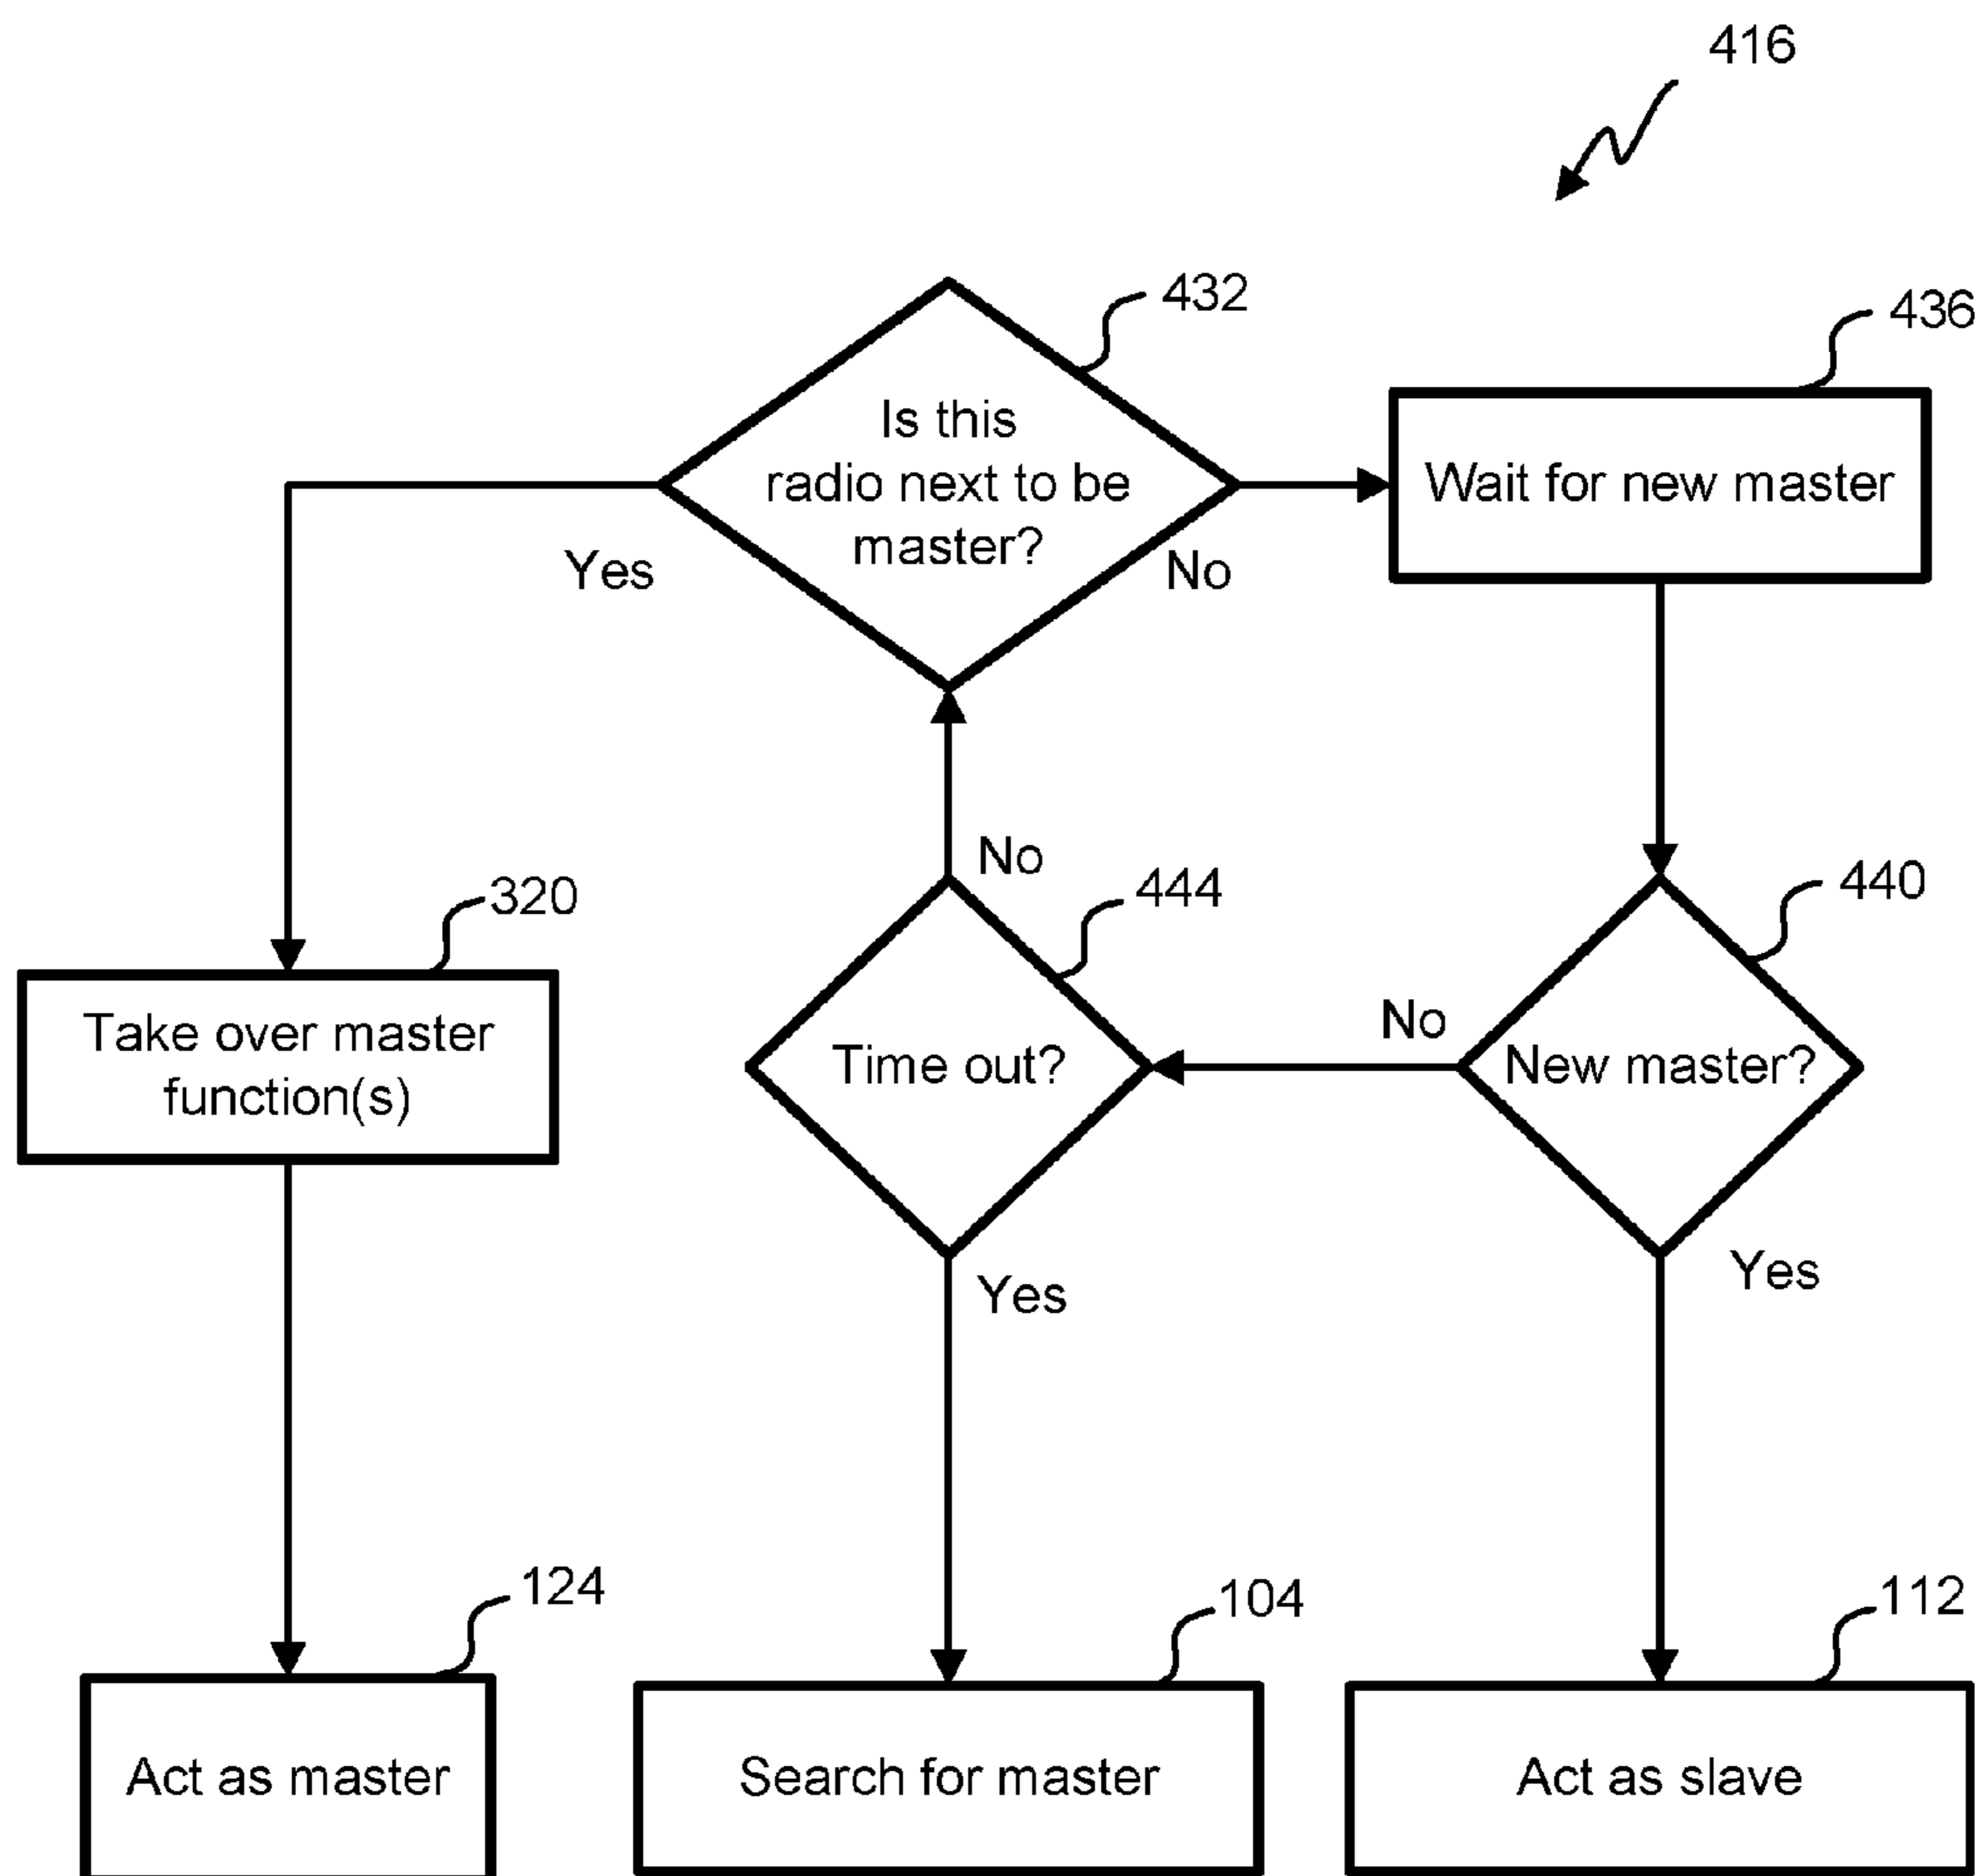 416
432
436
Is this
radio next to be
master?
Wait for new master
Yes
No
No
444
440
320
Take over master
function(s)
Time out?
No
New master?
Yes
Yes
124
104
112
Act as master
Search for master
Act as slave